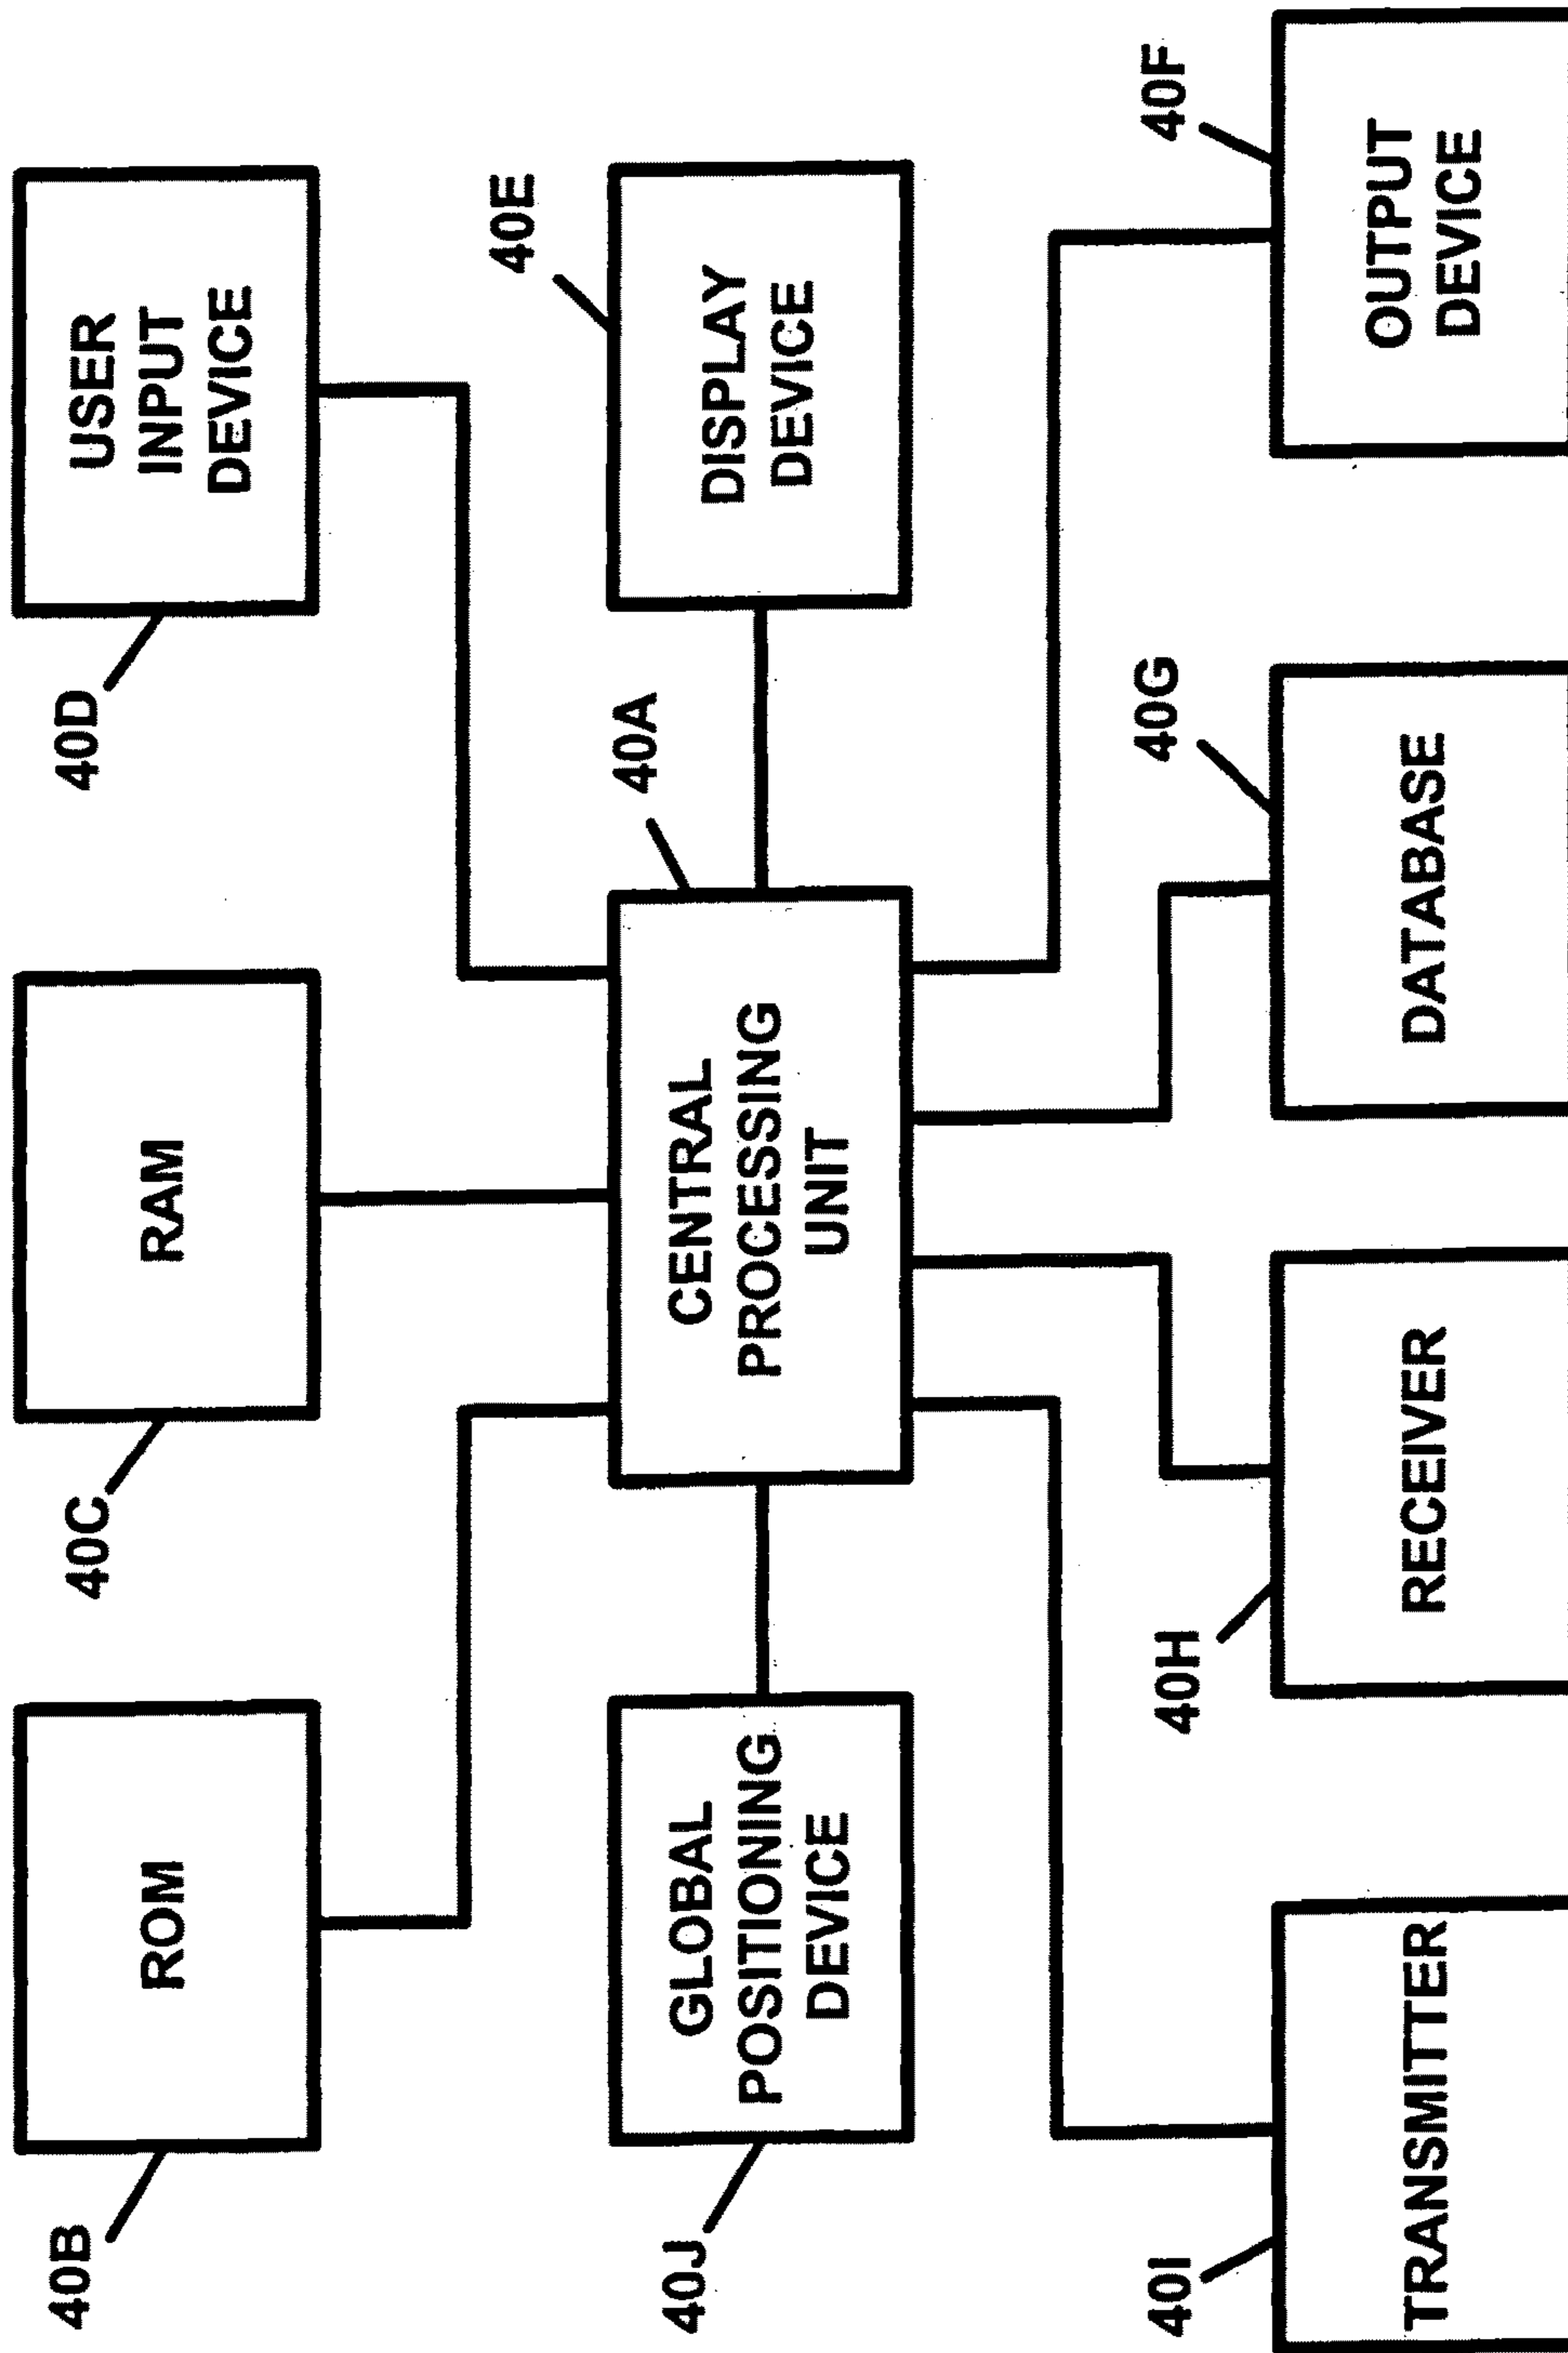 40B
ROM
40C
RAM
40D
USER
INPUT
DEVICE
40J
GLOBAL
POSITIONING
DEVICE
40A
CENTRAL
PROCESSING
UNIT
40E
DISPLAY
DEVICE
40I
TRANSMITTER
40H
RECEIVER
40G
DATABASE
40F
OUTPUT
DEVICE